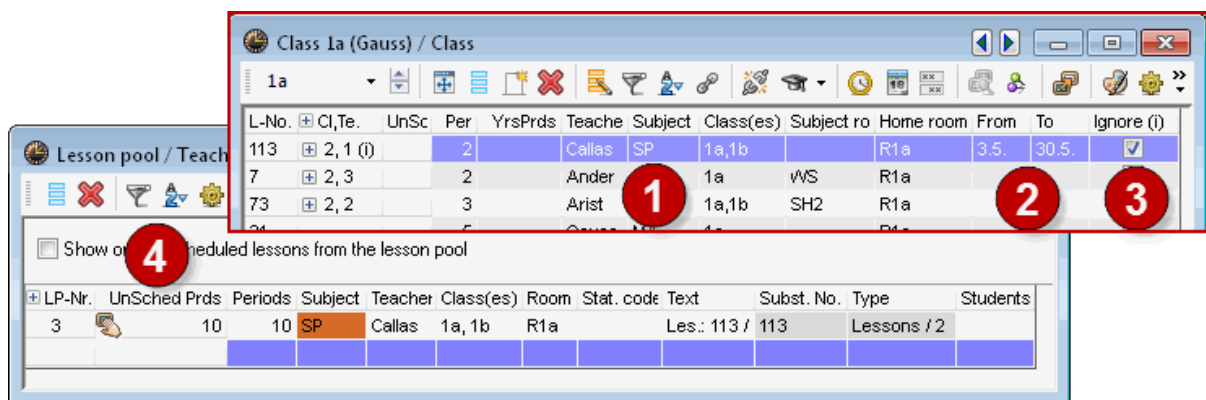 Class 1a (Gauss) / Class
1a
L-No. Cl,Te. UnSc Per YrsPrds Teache Subject Class(es) Subject ro Home room From To Ignore (i)
113 2, 1 (i) 2 Callas SP 1a,1b R1a 3.5. 30.5.
7 2, 3 2 Ander 1a WS R1a
73 2, 2 3 Arist 1a,1b SH2 R1a
1 2 3
Lesson pool / Teach
4
Show lessons from the lesson pool
LP-Nr. UnSched Prds Periods Subject Teacher Class(es) Room Stat. code Text Subst. No. Type Students
3 10 10 SP Callas 1a, 1b R1a Les.: 113 / 113 Lessons / 2